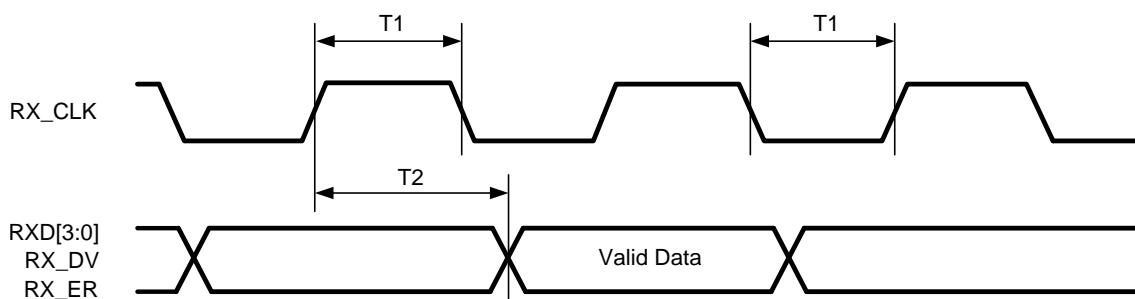 T1
T1
RX_CLK
T2
RXD[3:0]
RX_DV
Valid Data
RX_ER